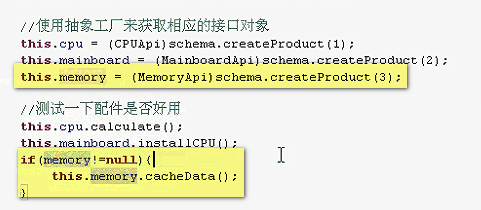 //使用抽象工厂来获取相应的接口对象
this.cpu = (CPUApi)schema.createProduct(1);
this.mainboard = (MainboardApi)schema.createProduct(2);
this.memory = (MemoryApi)schema.createProduct(3);
//测试一下配件是否好用
this.cpu.calculate();
this.mainboard.installCPU();
if(memory!=null){
this.memory.cacheData();
}